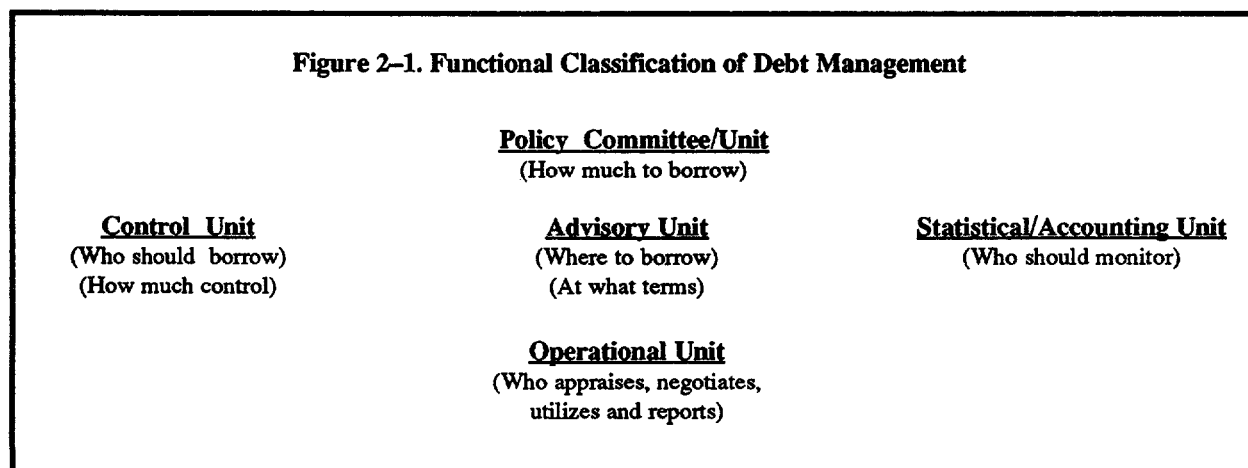 Figure 2–1. Functional Classification of Debt Management
Policy Committee/Unit
(How much to borrow)
Control Unit
(Who should borrow)
(How much control)
Advisory Unit
(Where to borrow)
(At what terms)
Statistical/Accounting Unit
(Who should monitor)
Operational Unit
(Who appraises, negotiates,
utilizes and reports)